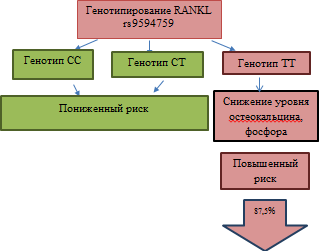 Генотипирование RANKL
rs9594759
Генотип СС
Генотип СТ
Генотип ТТ
Пониженный риск
Снижение уровня
остеокальцина,
фосфора
Повышенный
риск
87,5%